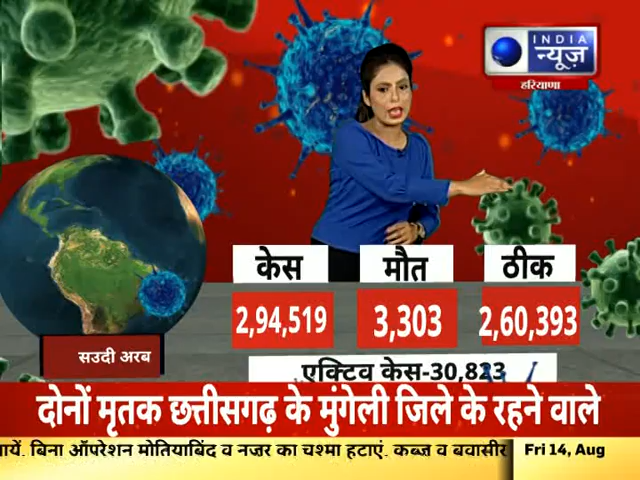 INDIA
न्यूज़
हरियाणा
केस मौत ठीक
2,94,519 3,303 2,60,393
सउदी अरब
एक्टिव केस-30,823
दोनों मृतक छत्तीसगढ़ के मुंगेली जिले के रहने वाले
बिना ऑपरेशन मोतियाबिंद व नजर का चश्मा हटाएं. कब्ज व बवासीर Fri 14, Aug